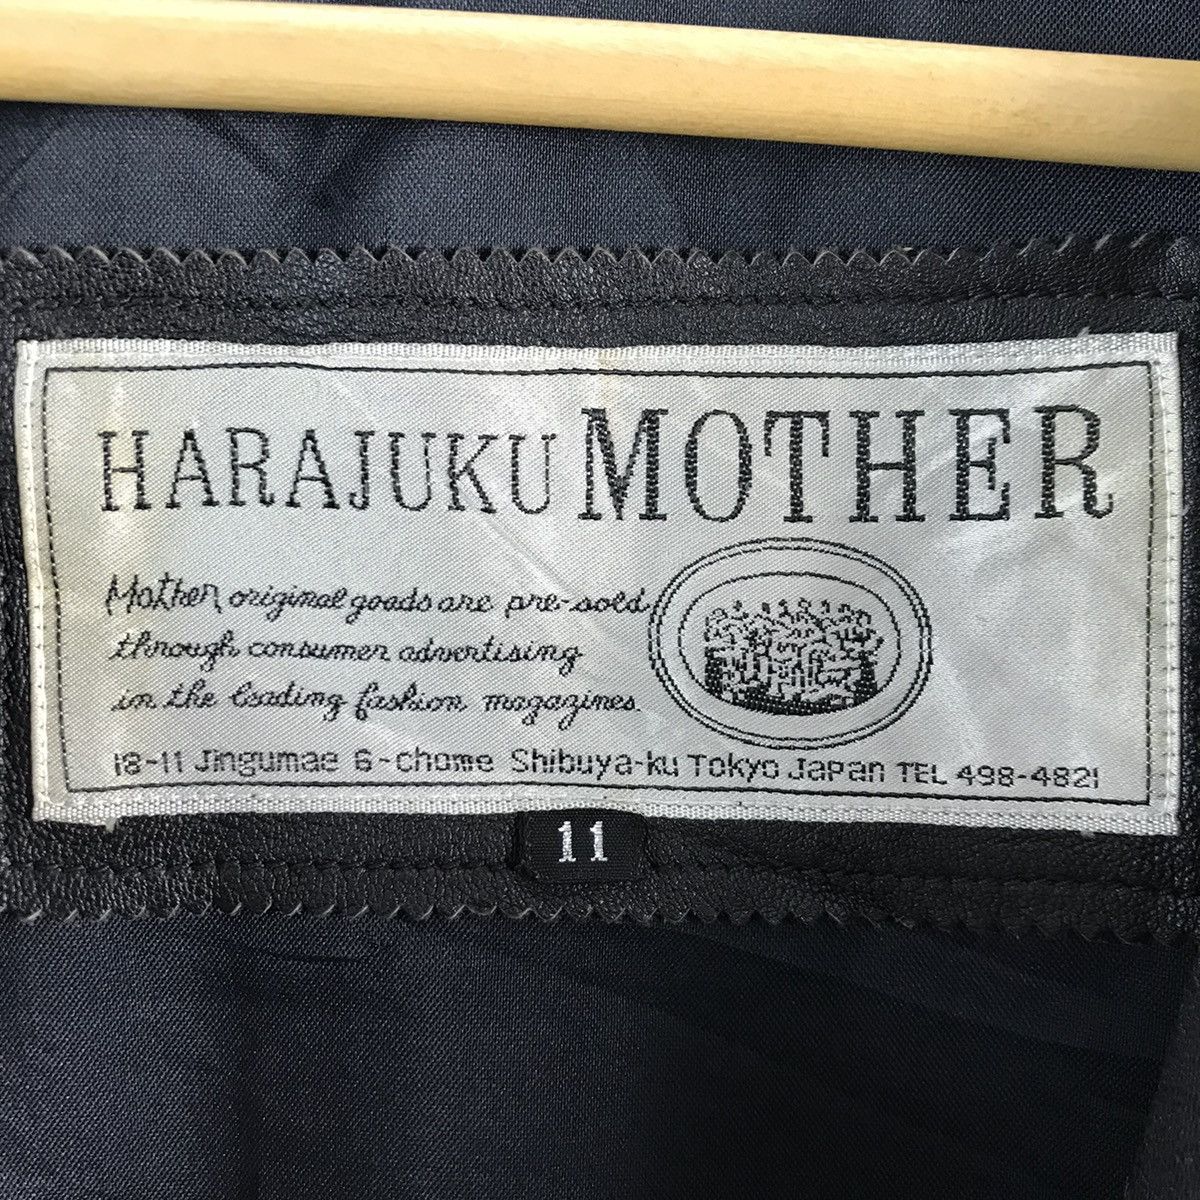 HARAJUKU MOTHER
Mother original goods are pre-sold
through consumer advertising
in the leading fashion magazines.
18-11 Jingumae 6-chome Shibuya-ku Tokyo Japan TEL 498-4821
11